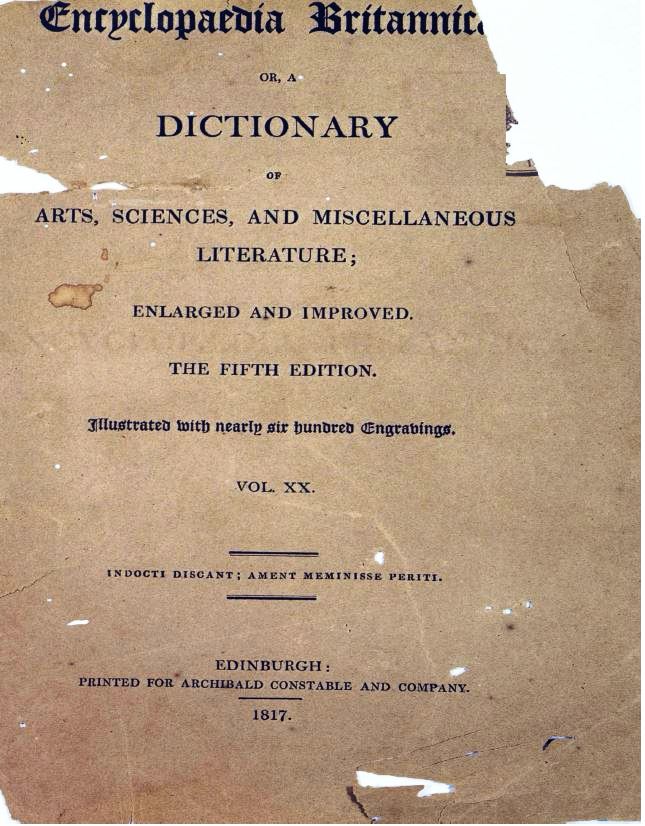 Encyclopaedia Britannica
OR, A
DICTIONARY
OF
ARTS, SCIENCES, AND MISCELLANEOUS
LITERATURE;
ENLARGED AND IMPROVED.
THE FIFTH EDITION.
Illustrated with nearly six hundred Engravings.
VOL. XX.
INDOCTI DISCANT; AMENT MEMINISSE PERITI.
EDINBURGH:
PRINTED FOR ARCHIBALD CONSTABLE AND COMPANY.
1817.